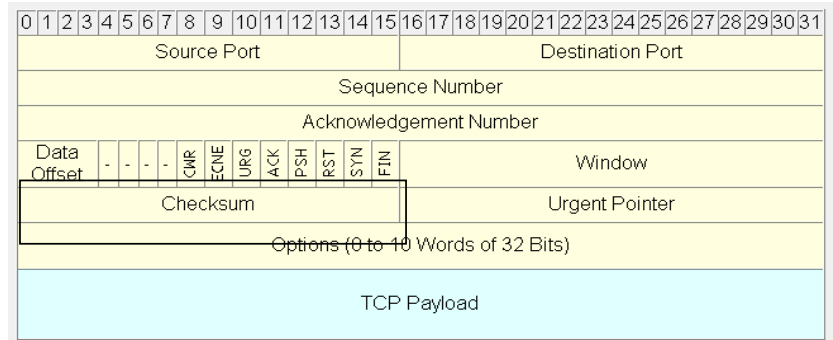 0 1 2 3 4 5 6 7 8 9 10 11 12 13 14 15 16 17 18 19 20 21 22 23 24 25 26 27 28 29 30 31
Source Port Destination Port
Sequence Number
Acknowledgement Number
Data Offset - - - - CWR ECNE URG ACK PSH RST SYN FIN Window
Checksum Urgent Pointer
Options (0 to 10 Words of 32 Bits)
TCP Payload